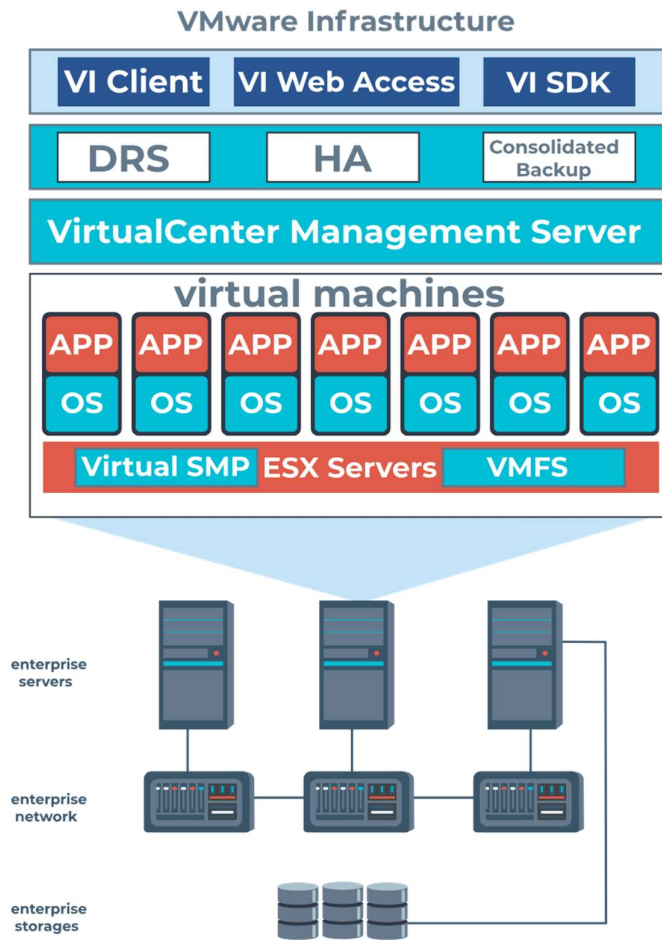 VMware Infrastructure
VI Client VI Web Access VI SDK
DRS HA Consolidated
Backup
VirtualCenter Management Server
virtual machines
APP APP APP APP APP APP APP
OS OS OS OS OS OS OS
Virtual SMP ESX Servers VMFS
enterprise
servers
enterprise
network
enterprise
storages